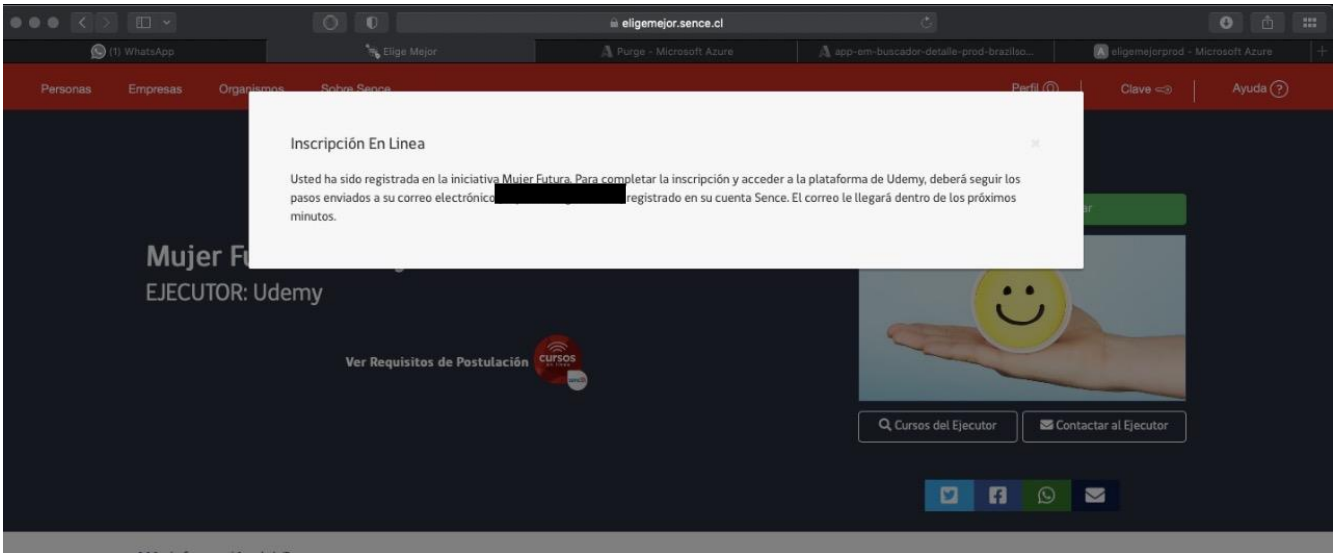 eligemejor.sence.cl
(1) WhatsApp
Elige Mejor
Purge - Microsoft Azure
app-em-buscador-detalle-prod-brazilso...
eligemejorprod - Microsoft Azure
Personas Empresas Organismos Sobre Sence Perfil Clave Ayuda
Inscripción En Linea
Usted ha sido registrada en la iniciativa Mujer Futura. Para completar la inscripción y acceder a la plataforma de Udemy, deberá seguir los
pasos enviados a su correo electrónico registrado en su cuenta Sence. El correo le llegará dentro de los próximos
minutos.
Mujer
EJECUTOR: Udemy
Ver Requisitos de Postulación
cursos
Cursos del Ejecutor
Contactar al Ejecutor